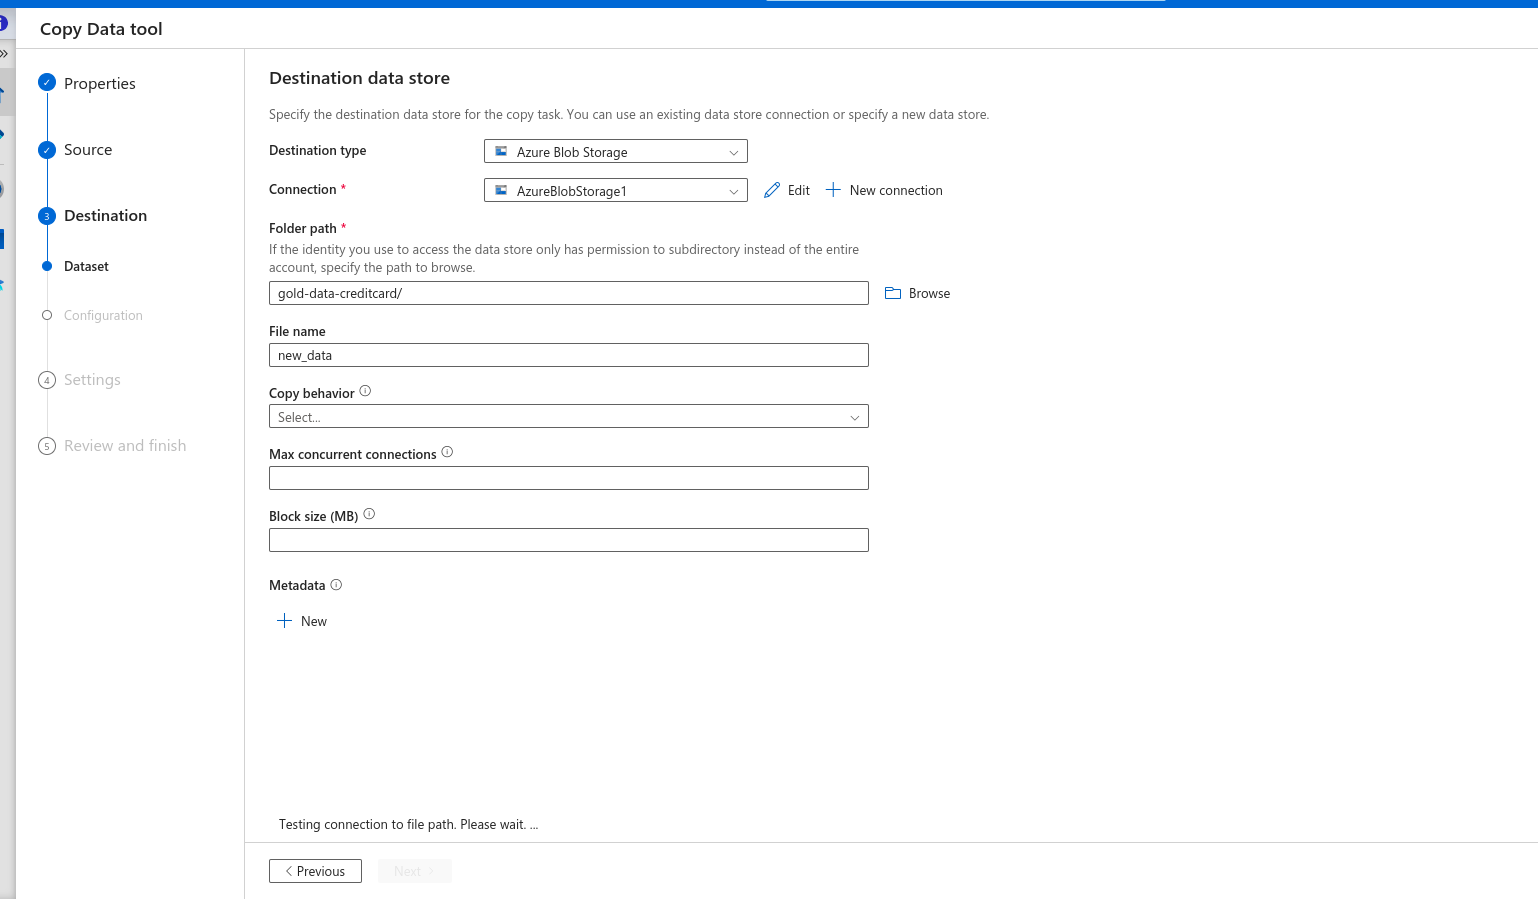 Copy Data tool
Properties
Source
3 Destination
Dataset
Configuration
4 Settings
5 Review and finish
Destination data store
Specify the destination data store for the copy task. You can use an existing data store connection or specify a new data store.
Destination type
Azure Blob Storage
Connection *
AzureBlobStorage1
Edit
New connection
Folder path *
If the identity you use to access the data store only has permission to subdirectory instead of the entire
account, specify the path to browse.
gold-data-creditcard/
Browse
File name
new_data
Copy behavior
Select...
Max concurrent connections
Block size (MB)
Metadata
New
Testing connection to file path. Please wait. ...
Previous
Next